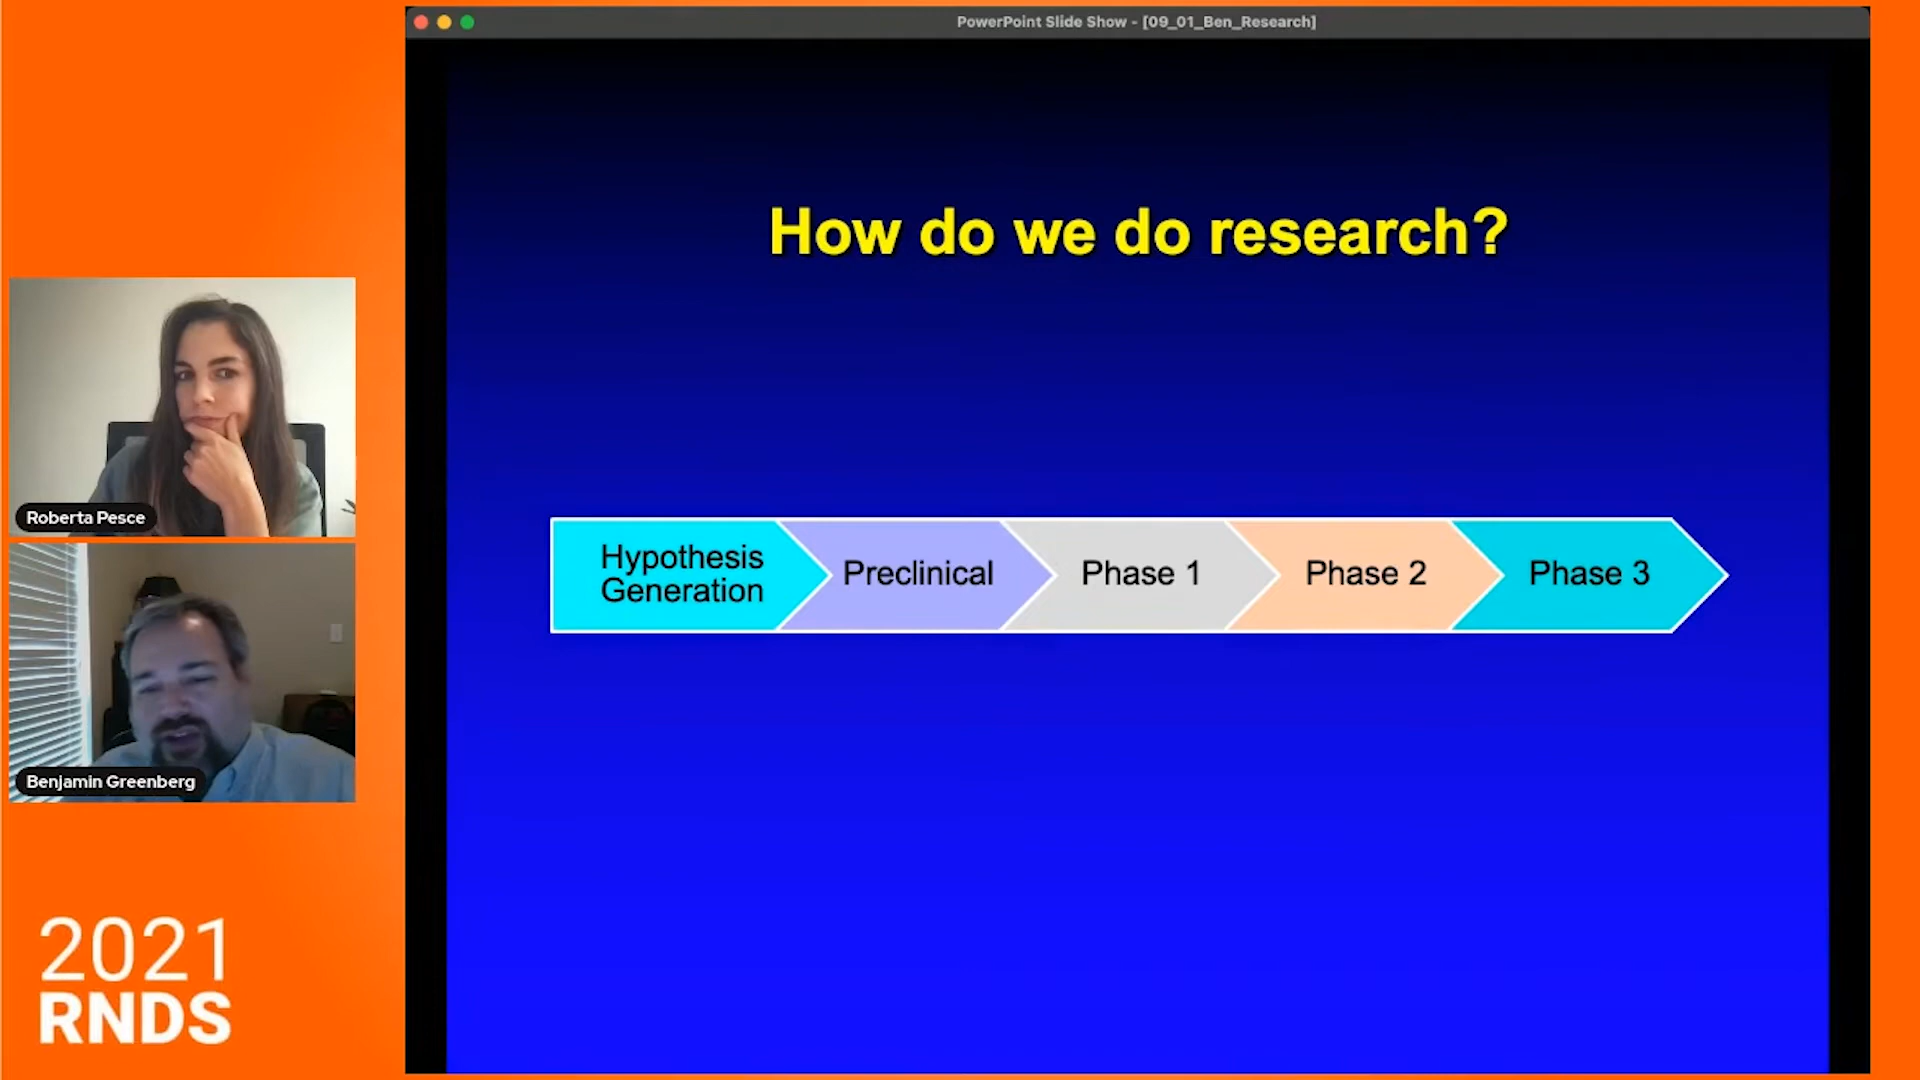 PowerPoint Slide Show - [09_01_Ben_Research]
How do we do research?
Hypothesis
Generation
Preclinical
Phase 1
Phase 2
Phase 3
Roberta Pesce
Benjamin Greenberg
2021
RNDS